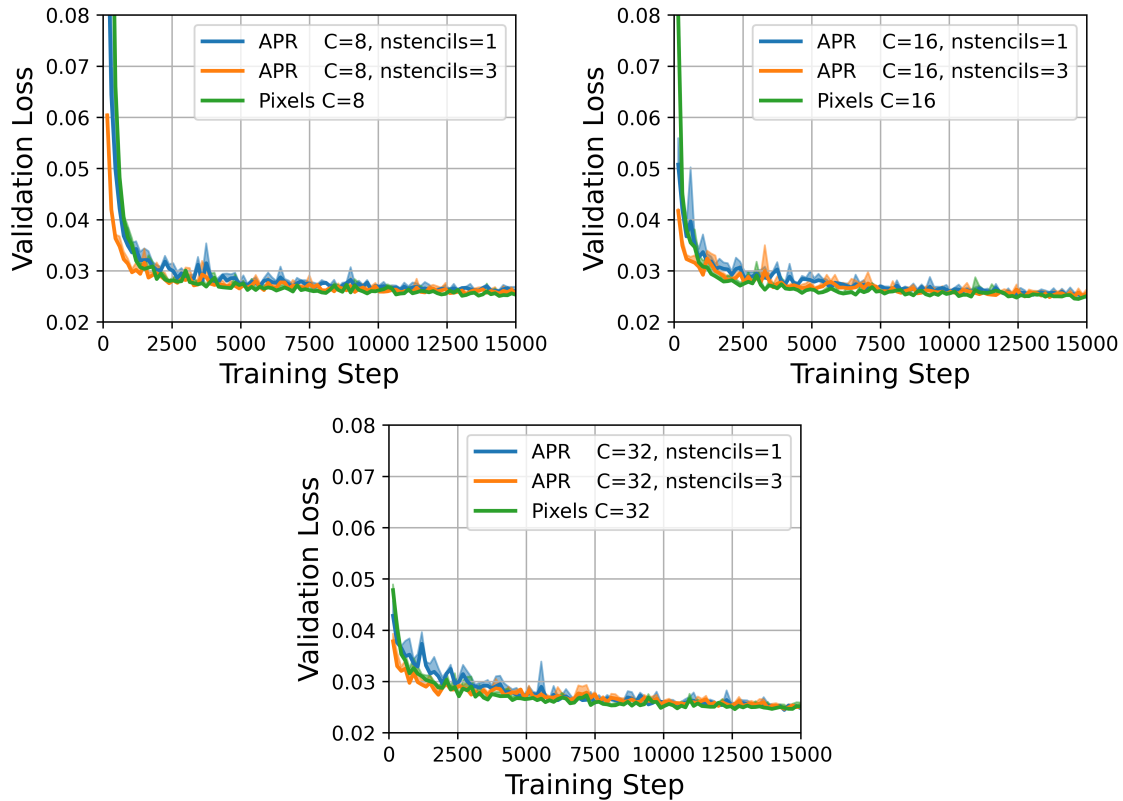 0.08
0.07
0.06
0.05
0.04
0.03
0.02
Validation Loss
APR C=8, nstencils=1
APR C=8, nstencils=3
Pixels C=8
0 2500 5000 7500 10000 12500 15000
Training Step
0.08
0.07
0.06
0.05
0.04
0.03
0.02
Validation Loss
APR C=16, nstencils=1
APR C=16, nstencils=3
Pixels C=16
0 2500 5000 7500 10000 12500 15000
Training Step
0.08
0.07
0.06
0.05
0.04
0.03
0.02
Validation Loss
APR C=32, nstencils=1
APR C=32, nstencils=3
Pixels C=32
0 2500 5000 7500 10000 12500 15000
Training Step